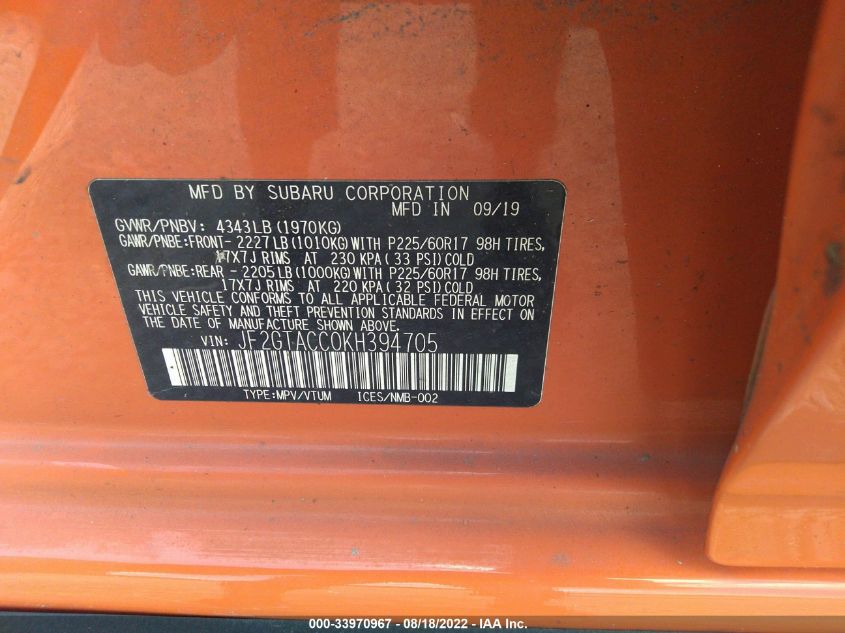 MFD BY SUBARU CORPORATION
MFD IN 09/19
GVWR/PNBV: 4343LB(1970KG)
GAWR/PNBE:FRONT- 2227LB(1010KG)WITH P225/60R17 98H TIRES,
17X7J RIMS AT 230 KPA(33 PSI)COLD
GAWR/PNBE:REAR - 2205LB(1000KG)WITH P225/60R17 98H TIRES,
17X7J RIMS AT 220 KPA(32 PSI)COLD
THIS VEHICLE CONFORMS TO ALL APPLICABLE FEDERAL MOTOR
VEHICLE SAFETY AND THEFT PREVENTION STANDARDS IN EFFECT ON
THE DATE OF MANUFACTURE SHOWN ABOVE.
VIN: JF2GTACC0KH394705
TYPE:MPV/VTUM ICES/NMB-002
000-33970967 - 08/18/2022 - IAA Inc.